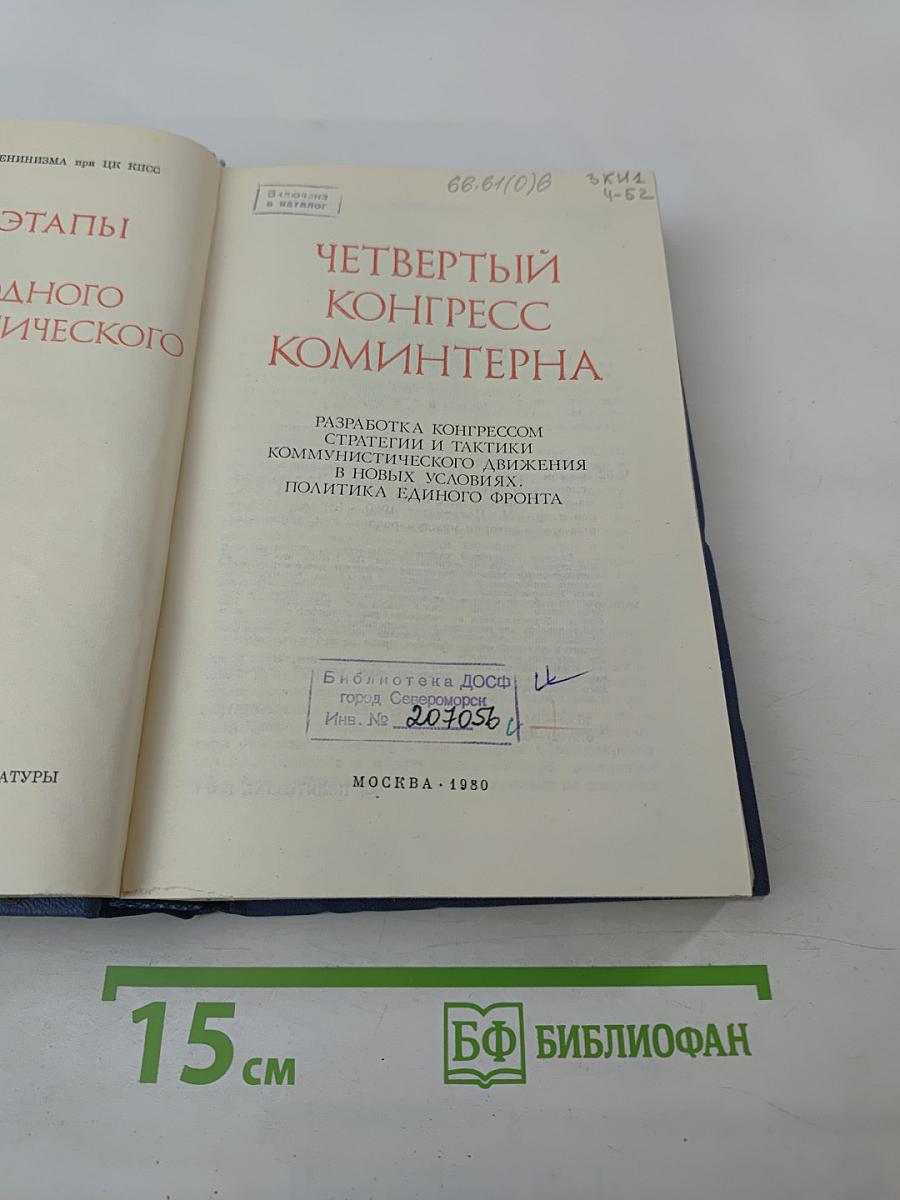 ЕНИНИЗМА при ЦК КПСС
ЭТАПЫ
ОДНОГО
ИЧЕСКОГО
АТУРЫ
Включена
в каталог
66.61(0)6
3КИ1
Ч-52
ЧЕТВЕРТЫЙ
КОНГРЕСС
КОМИНТЕРНА
РАЗРАБОТКА КОНГРЕССОМ
СТРАТЕГИИ И ТАКТИКИ
КОММУНИСТИЧЕСКОГО ДВИЖЕНИЯ
В НОВЫХ УСЛОВИЯХ.
ПОЛИТИКА ЕДИНОГО ФРОНТА
Библиотека ДОСФ
город Североморск
Инв. № 207056
МОСКВА · 1980
15 см
БФ БИБЛИОФАН